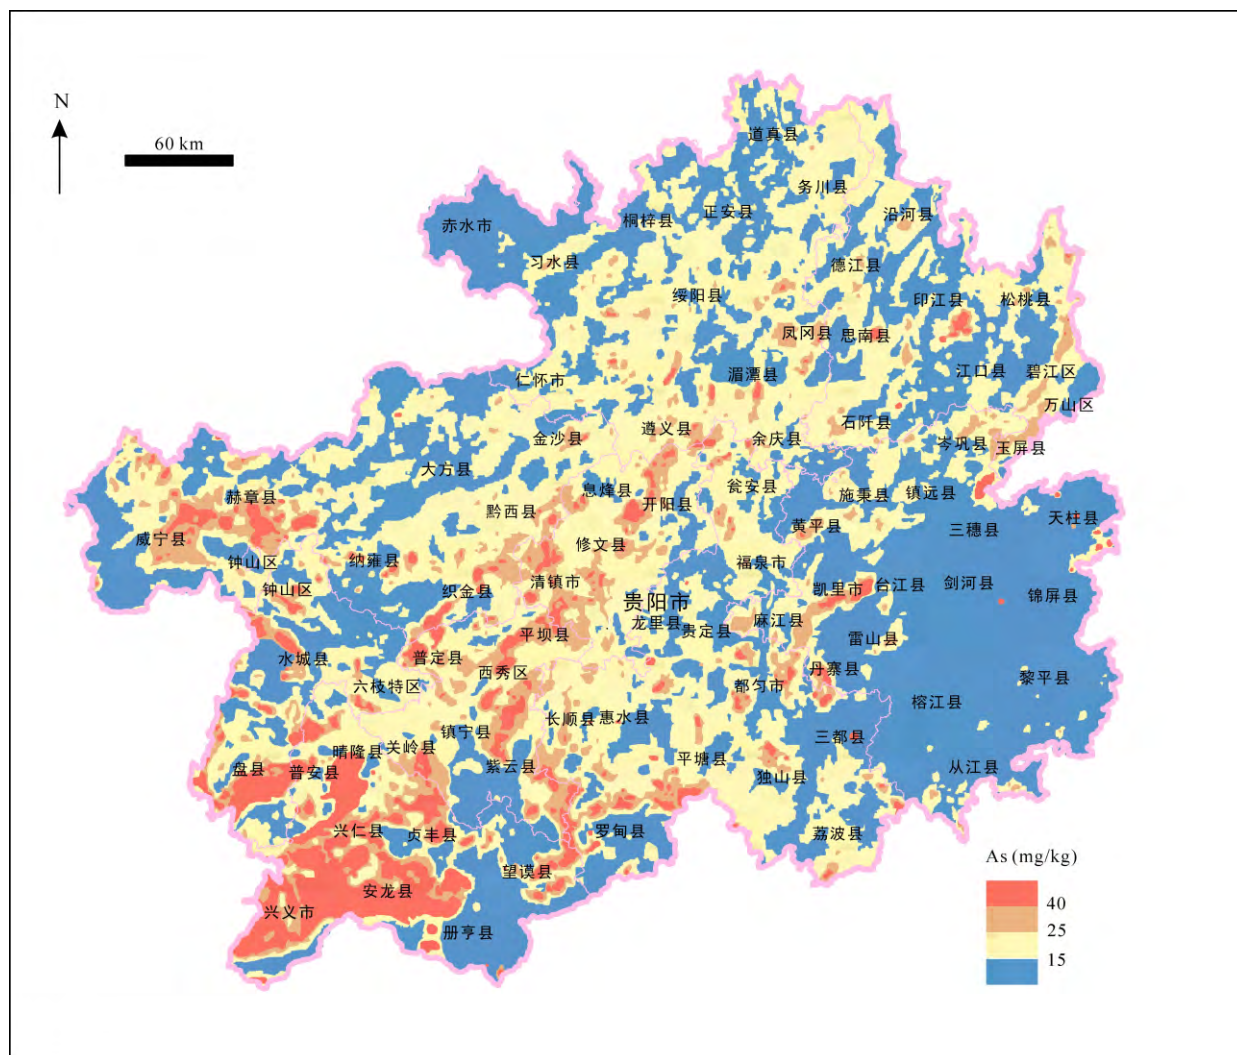 N
60 km
道真县
务川县
正安县
沿河县
桐梓县
赤水市
习水县
德江县
绥阳县
印江县
松桃县
凤冈县
思南县
湄潭县
江口县
碧江区
仁怀市
万山区
石阡县
遵义县
金沙县
余庆县
岑巩县
玉屏县
大方县
瓮安县
息烽县
赫章县
施秉县
镇远县
开阳县
黔西县
天柱县
黄平县
三穗县
威宁县
修文县
纳雍县
福泉市
钟山区
清镇市
剑河县
台江县
凯里市
钟山区
织金县
锦屏县
贵阳市
麻江县
龙里县
贵定县
平坝县
雷山县
水城县
普定县
西秀区
丹寨县
黎平县
六枝特区
都匀市
榕江县
长顺县
惠水县
镇宁县
三都县
关岭县
晴隆县
平塘县
紫云县
从江县
盘县
普安县
独山县
兴仁县
贞丰县
罗甸县
荔波县
As (mg/kg)
望谟县
安龙县
40
兴义市
25
册亨县
15